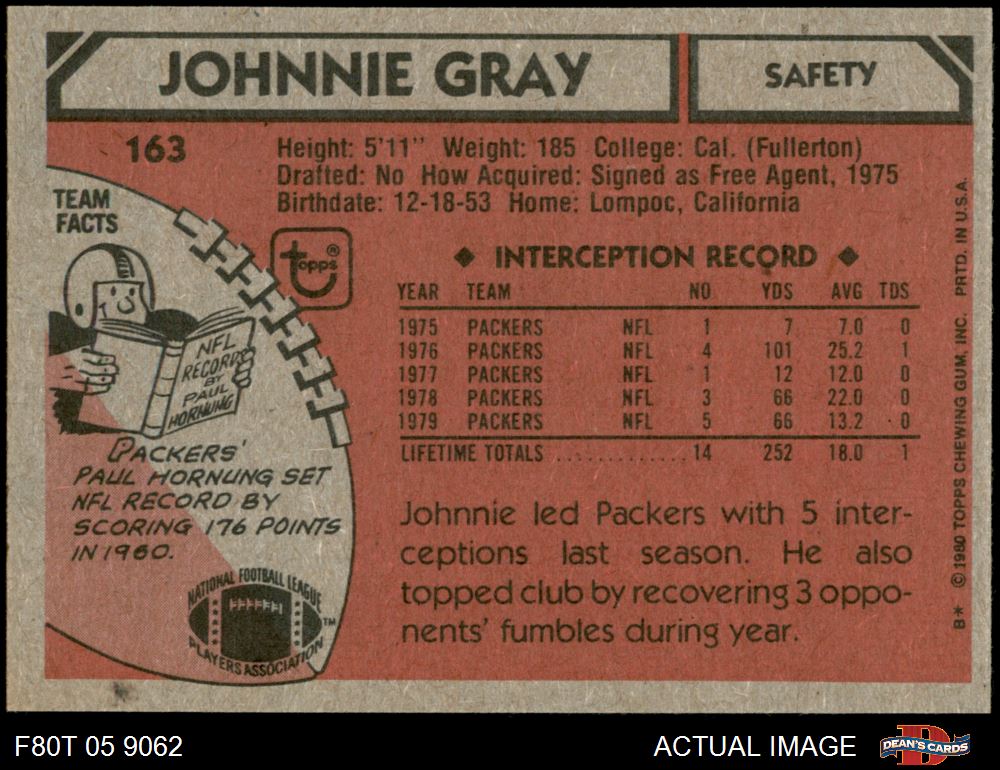 JOHNNIE GRAY
SAFETY
163
Height: 5'11" Weight: 185 College: Cal. (Fullerton)
Drafted: No How Acquired: Signed as Free Agent, 1975
Birthdate: 12-18-53 Home: Lompoc, California
TEAM
FACTS
topps®
NFL
RECORDS
BY
PAUL
HORNUNG
PACKERS'
PAUL HORNUNG SET
NFL RECORD BY
SCORING 176 POINTS
IN 1960.
NATIONAL FOOTBALL LEAGUE
PLAYERS ASSOCIATION
TM
◆ INTERCEPTION RECORD ◆
YEAR TEAM NO YDS AVG TDS
1975 PACKERS NFL 1 7 7.0 0
1976 PACKERS NFL 4 101 25.2 1
1977 PACKERS NFL 1 12 12.0 0
1978 PACKERS NFL 3 66 22.0 0
1979 PACKERS NFL 5 66 13.2 0
LIFETIME TOTALS ............ 14 252 18.0 1
Johnnie led Packers with 5 inter-
ceptions last season. He also
topped club by recovering 3 oppo-
nents' fumbles during year.
B* © 1980 TOPPS CHEWING GUM, INC. PRTD. IN U.S.A.
F80T 05 9062
ACTUAL IMAGE
D
DEAN'S CARDS